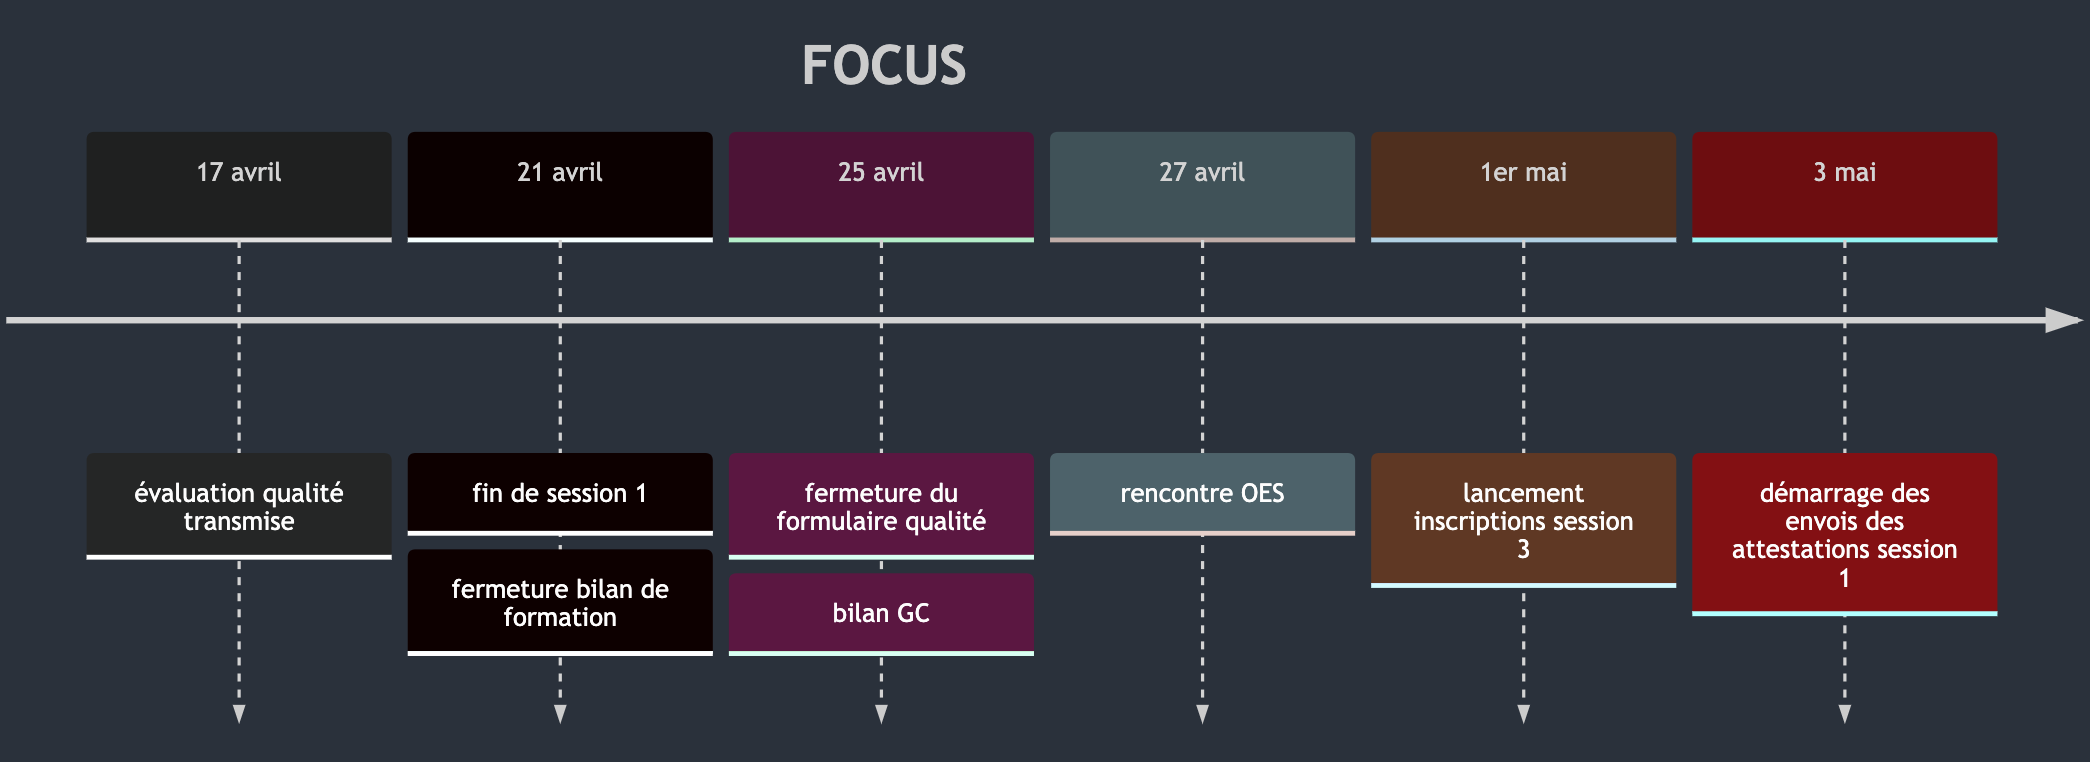 FOCUS
17 avril
21 avril
25 avril
27 avril
1er mai
3 mai
évaluation qualité
transmise
fin de session 1
fermeture bilan de
formation
fermeture du
formulaire qualité
bilan GC
rencontre OES
lancement
inscriptions session
3
démarrage des
envois des
attestations session
1